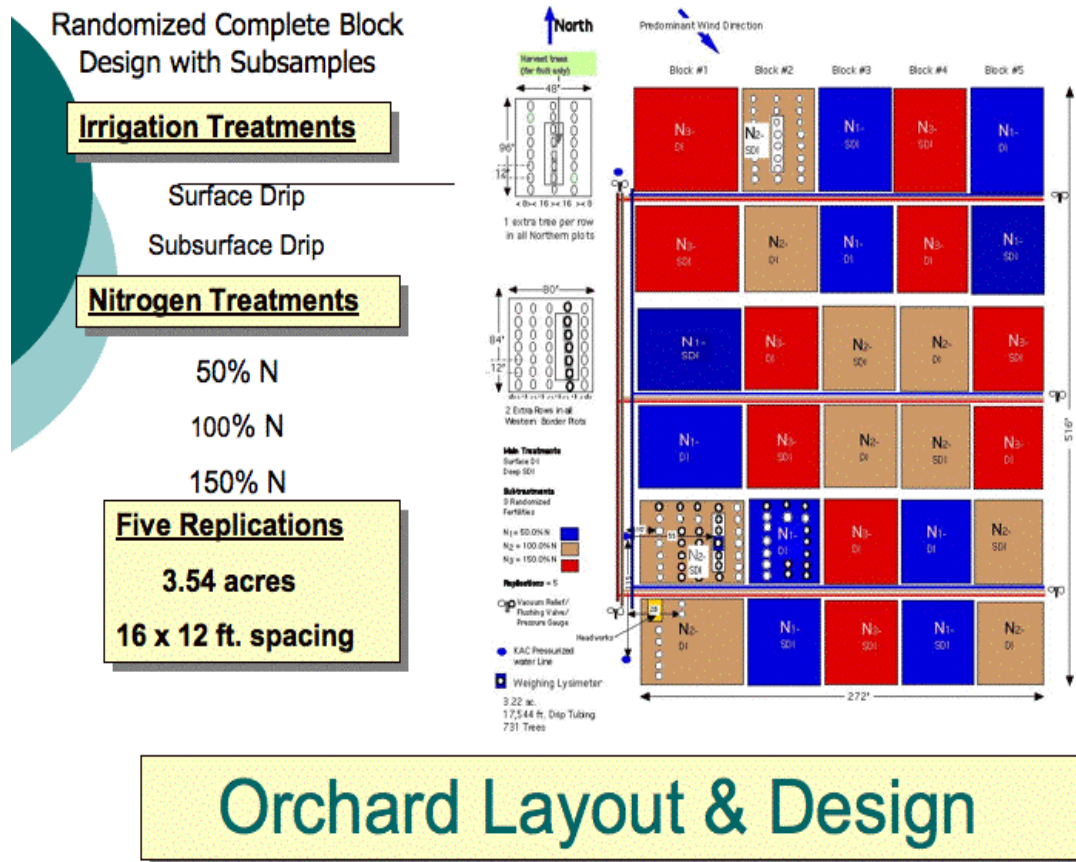 Randomized Complete Block
Design with Subsamples
Irrigation Treatments
Surface Drip
Subsurface Drip
Nitrogen Treatments
50% N
100% N
150% N
Five Replications
3.54 acres
16 x 12 ft. spacing
North
Predominant Wind Direction
Harvest trees
(for fruit only)
48'
96'
12'
< 8>< 16 >< 16 >< 8
1 extra tree per row
in all Northern plots
80'
84'
12'
2 Extra Rows in all
Western Border Plots
Main Treatments
Surface DI
Deep SDI
Subtreatments
3 Randomized
Fertilities
N1= 50.0%N
N2 = 100.0%N
N3 = 150.0%N
Replications = 5
Vacuum Relief/
Flushing Valve/
Pressure Gauge
Headworks
KAC Pressurized
water Line
Weighing Lysimeter
3.22 ac.
17,544 ft. Drip Tubing
731 Trees
Block #1 Block #2 Block #3 Block #4 Block #5
N3- DI N2- SDI N1- SDI N3- SDI N1- DI
N3- SDI N2- DI N1- DI N3- DI N1- SDI
N1- SDI N3- DI N2- SDI N2- DI N3- SDI
N1- DI N3- SDI N2- DI N2- SDI N3- DI
N2- SDI N1- DI N3- DI N1- DI N2- SDI
N2- DI N1- SDI N3- SDI N1- SDI N2- DI
516'
272'
Orchard Layout & Design